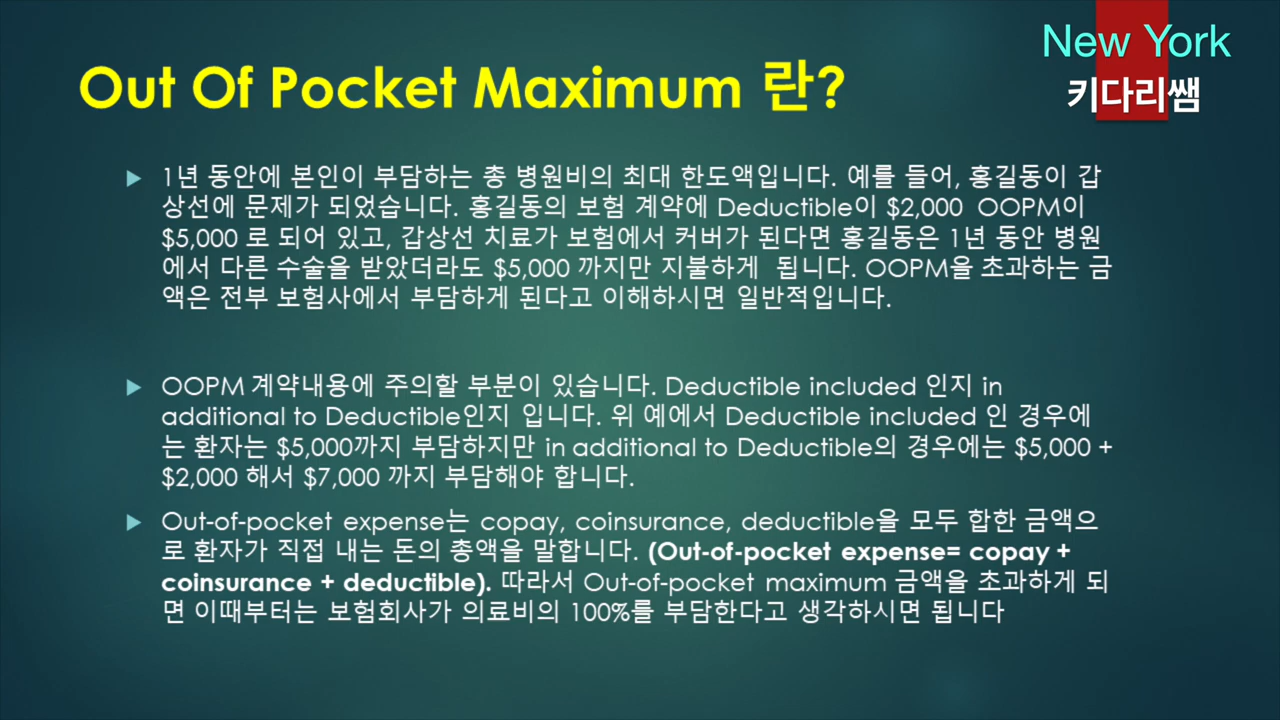 New York
키다리쌤
Out Of Pocket Maximum 란?
1년 동안에 본인이 부담하는 총 병원비의 최대 한도액입니다. 예를 들어, 홍길동이 갑
상선에 문제가 되었습니다. 홍길동의 보험 계약에 Deductible이 $2,000 OOPM이
$5,000 로 되어 있고, 갑상선 치료가 보험에서 커버가 된다면 홍길동은 1년 동안 병원
에서 다른 수술을 받았더라도 $5,000 까지만 지불하게 됩니다. OOPM을 초과하는 금
액은 전부 보험사에서 부담하게 된다고 이해하시면 일반적입니다.
OOPM 계약내용에 주의할 부분이 있습니다. Deductible included 인지 in
additional to Deductible인지 입니다. 위 예에서 Deductible included 인 경우에
는 환자는 $5,000까지 부담하지만 in additional to Deductible의 경우에는 $5,000 +
$2,000 해서 $7,000 까지 부담해야 합니다.
Out-of-pocket expense는 copay, coinsurance, deductible을 모두 합한 금액으
로 환자가 직접 내는 돈의 총액을 말합니다. (Out-of-pocket expense= copay +
coinsurance + deductible). 따라서 Out-of-pocket maximum 금액을 초과하게 되
면 이때부터는 보험회사가 의료비의 100%를 부담한다고 생각하시면 됩니다